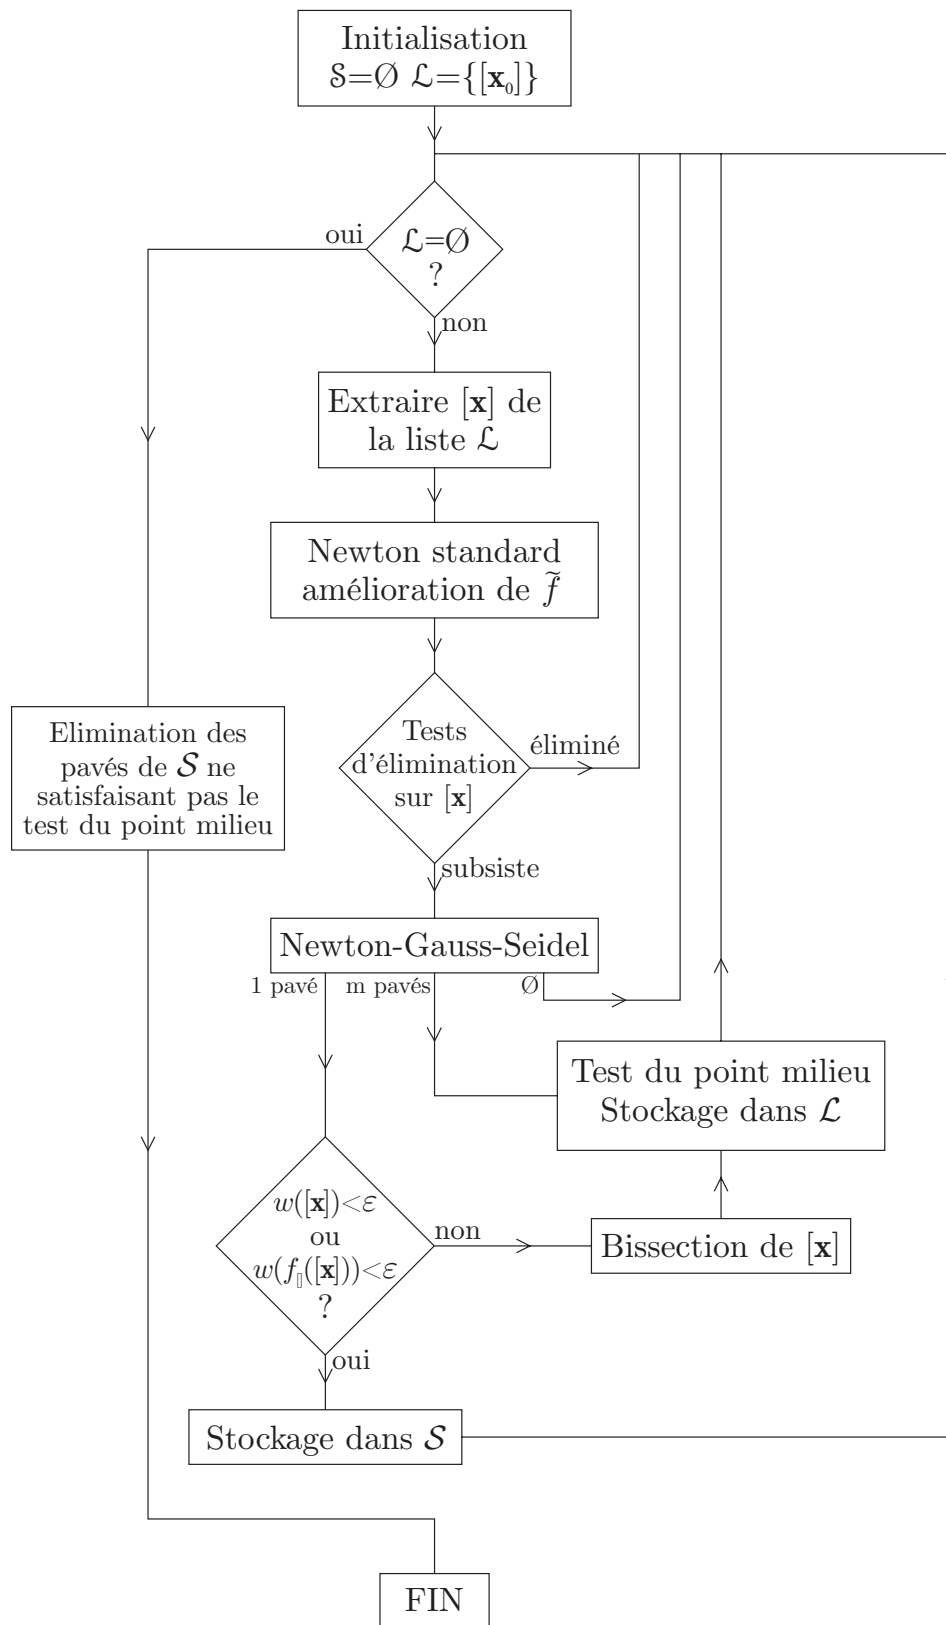 Initialisation
𝒮=Ø ℒ={[x₀]}
oui
ℒ=Ø
?
non
Extraire [x] de
la liste ℒ
Newton standard
amélioration de f̃
Tests
d'élimination
sur [x]
éliminé
Elimination des
pavés de 𝒮 ne
satisfaisant pas le
test du point milieu
subsiste
Newton-Gauss-Seidel
1 pavé
m pavés
Ø
Test du point milieu
Stockage dans ℒ
w([x])<ε
ou
w(f[]([x]))<ε
?
non
Bissection de [x]
oui
Stockage dans 𝒮
FIN